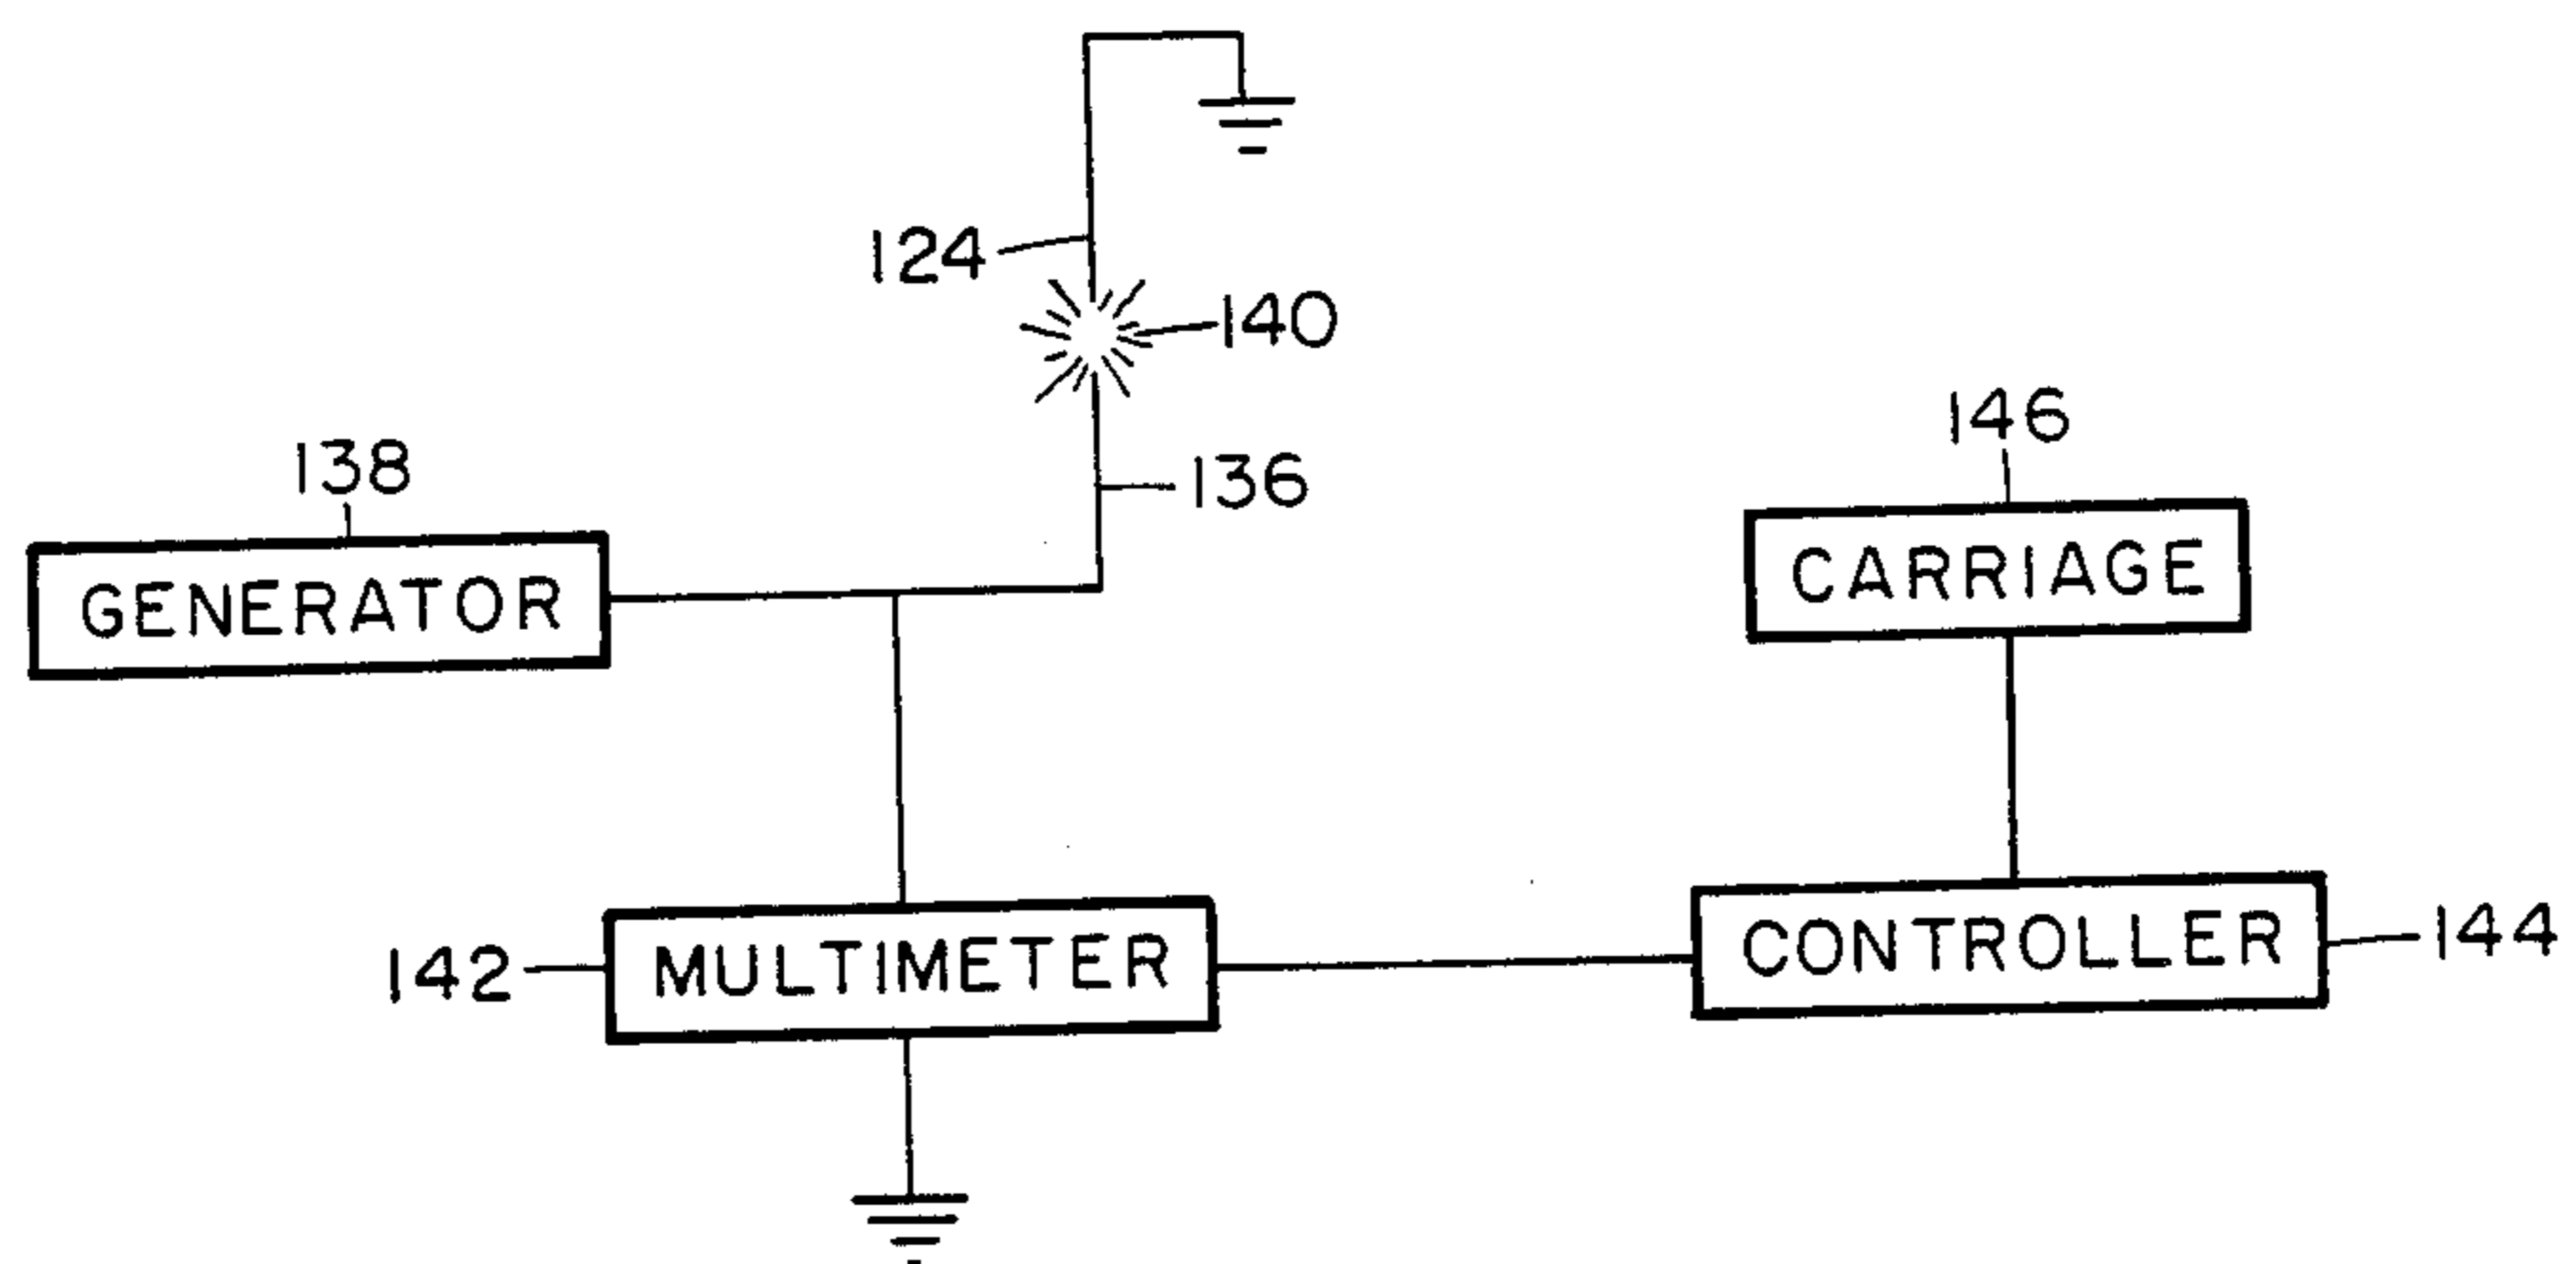 124
140
138
136
146
GENERATOR
CARRIAGE
142
MULTIMETER
CONTROLLER
144